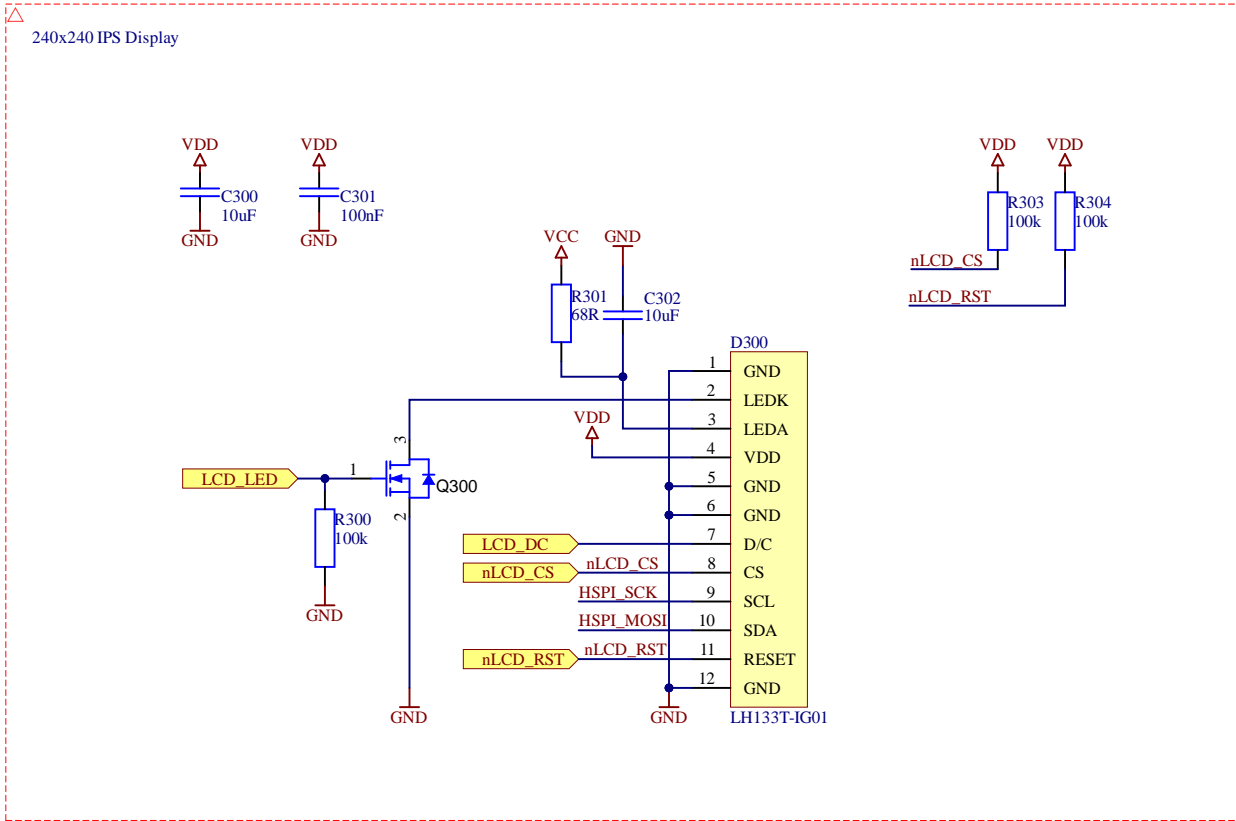 240x240 IPS Display
VDD
C300
10uF
GND
VDD
C301
100nF
GND
VDD
R303
100k
nLCD_CS
VDD
R304
100k
nLCD_RST
VCC
R301
68R
GND
C302
10uF
D300
1 GND
2 LEDK
3 LEDA
VDD
4 VDD
5 GND
6 GND
LCD_DC 7 D/C
nLCD_CS nLCD_CS 8 CS
HSPI_SCK 9 SCL
HSPI_MOSI 10 SDA
nLCD_RST nLCD_RST 11 RESET
12 GND
GND
LH133T-IG01
LCD_LED
1
3
2
Q300
R300
100k
GND
GND